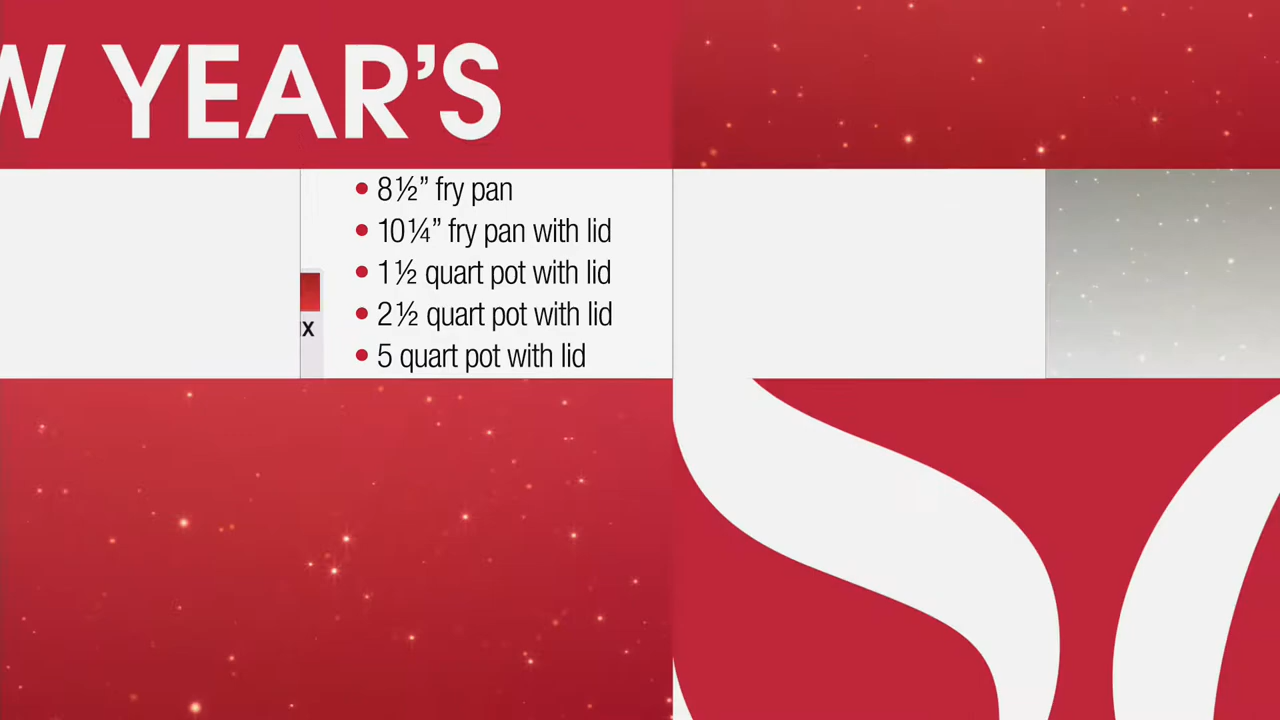 W YEAR’S
• 8½” fry pan
• 10¼” fry pan with lid
• 1½ quart pot with lid
X
• 2½ quart pot with lid
• 5 quart pot with lid